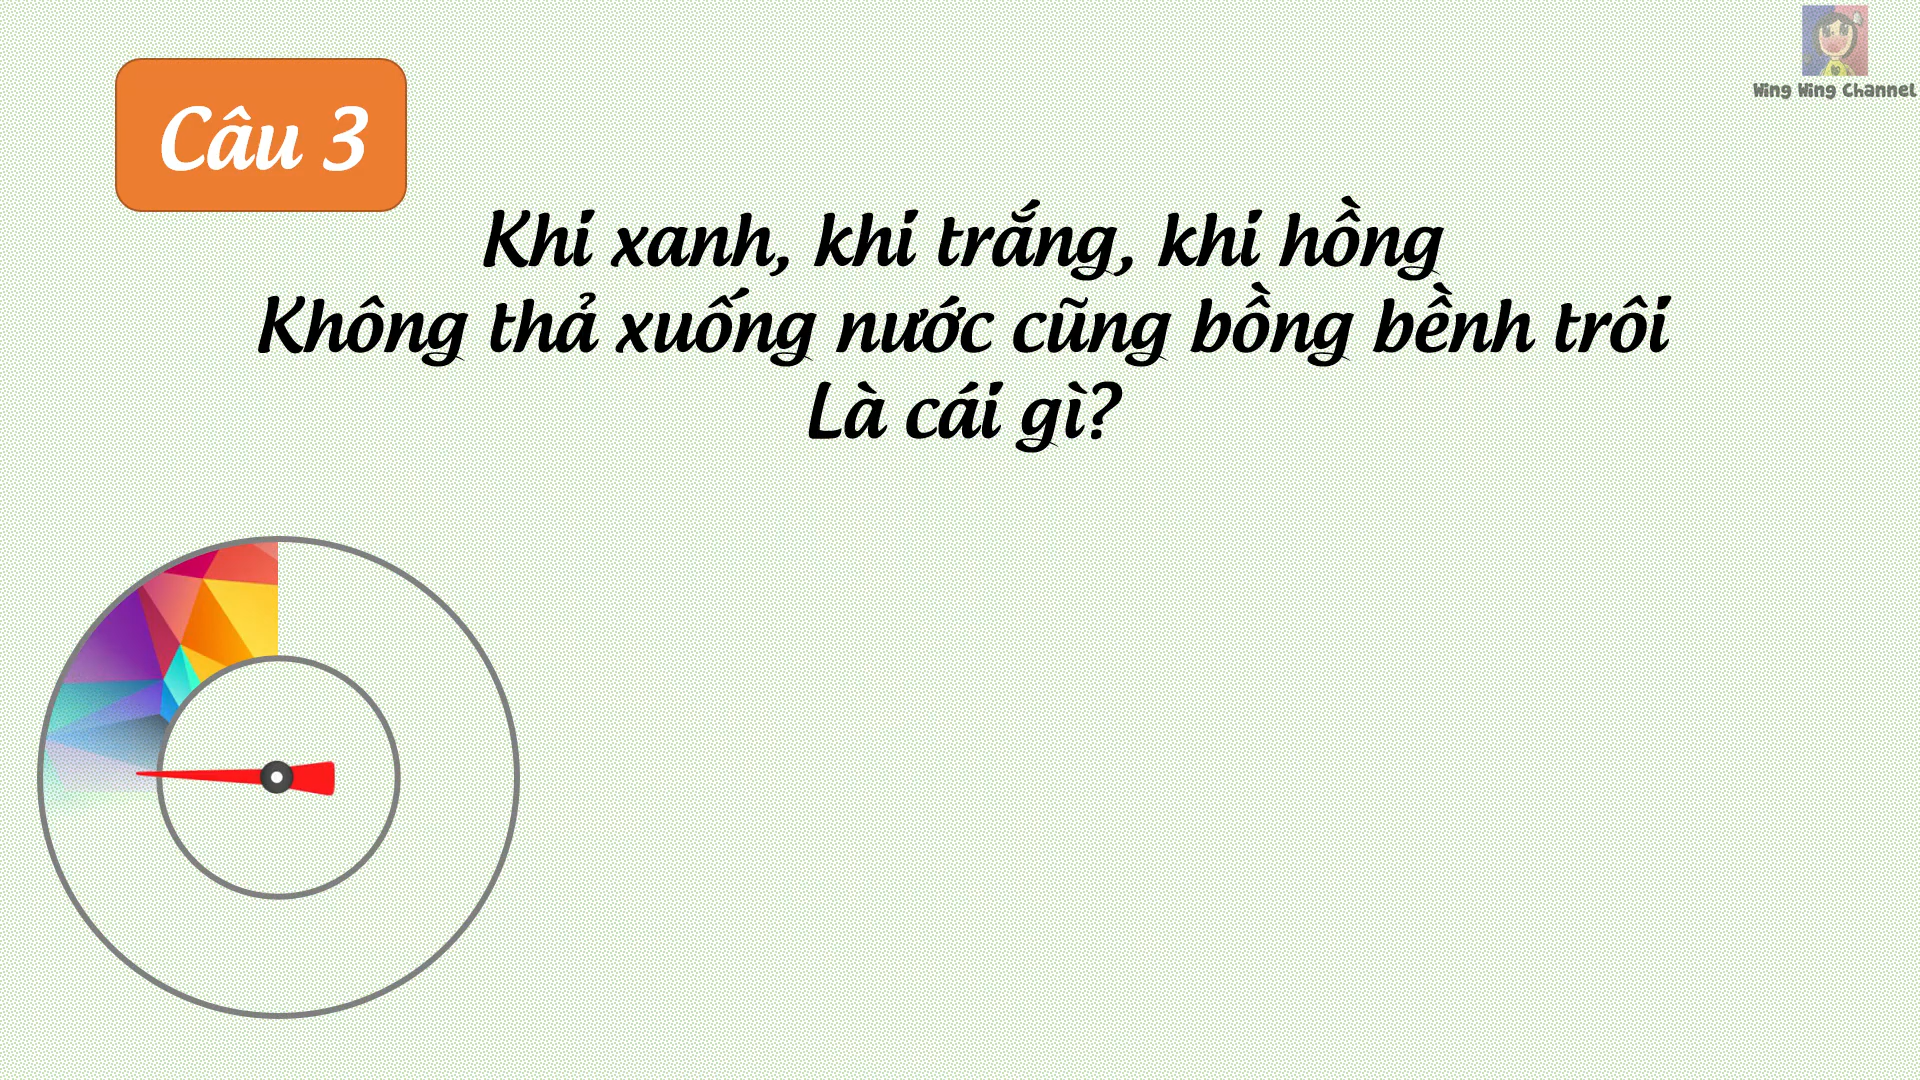 Wing Wing Channel
Câu 3
Khi xanh, khi trắng, khi hồng
Không thả xuống nước cũng bồng bềnh trôi
Là cái gì?